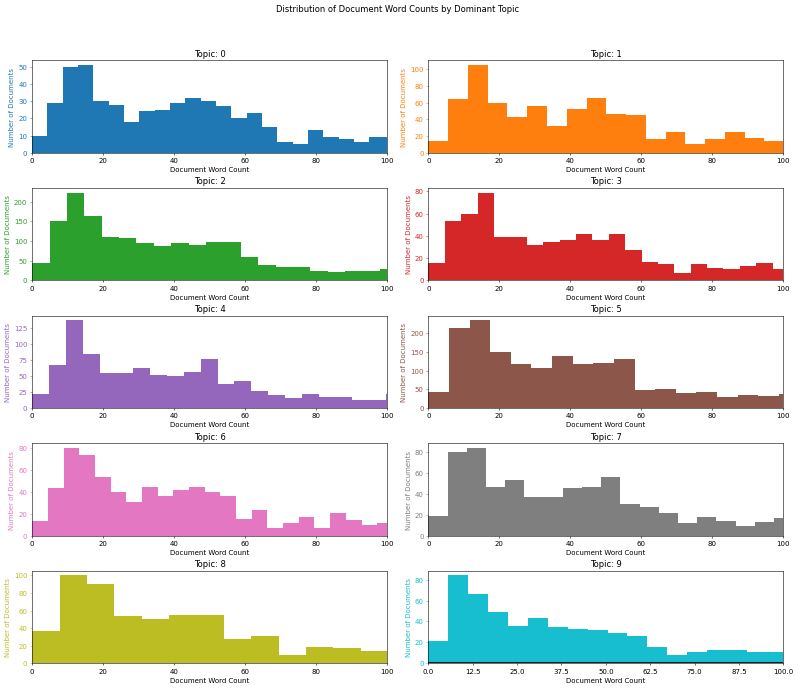 Distribution of Document Word Counts by Dominant Topic
Topic: 0
Number of Documents
50
40
30
20
10
0
0 20 40 60 80 100
Document Word Count
Topic: 1
Number of Documents
100
80
60
40
20
0
0 20 40 60 80 100
Document Word Count
Topic: 2
Number of Documents
200
150
100
50
0
0 20 40 60 80 100
Document Word Count
Topic: 3
Number of Documents
80
60
40
20
0
0 20 40 60 80 100
Document Word Count
Topic: 4
Number of Documents
125
100
75
50
25
0
0 20 40 60 80 100
Document Word Count
Topic: 5
Number of Documents
200
150
100
50
0
0 20 40 60 80 100
Document Word Count
Topic: 6
Number of Documents
80
60
40
20
0
0 20 40 60 80 100
Document Word Count
Topic: 7
Number of Documents
80
60
40
20
0
0 20 40 60 80 100
Document Word Count
Topic: 8
Number of Documents
100
80
60
40
20
0
0 20 40 60 80 100
Document Word Count
Topic: 9
Number of Documents
80
60
40
20
0
0.0 12.5 25.0 37.5 50.0 62.5 75.0 87.5 100.0
Document Word Count